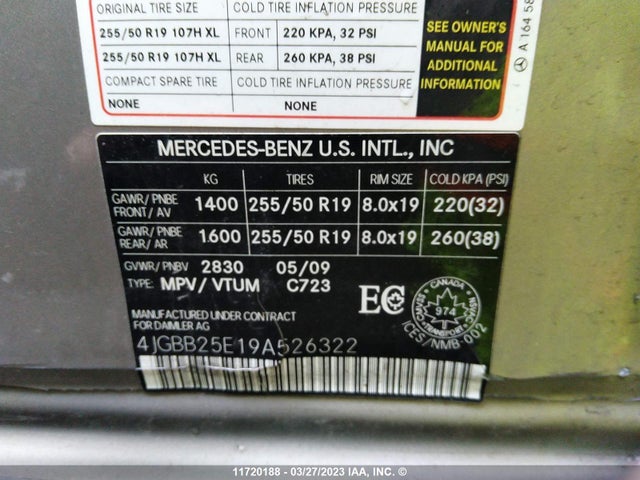 ORIGINAL TIRE SIZE COLD TIRE INFLATION PRESSURE
255/50 R19 107H XL FRONT 220 KPA, 32 PSI
255/50 R19 107H XL REAR 260 KPA, 38 PSI
COMPACT SPARE TIRE COLD TIRE INFLATION PRESSURE
NONE NONE
SEE OWNER'S
MANUAL FOR
ADDITIONAL
INFORMATION
A 164 58
MERCEDES-BENZ U.S. INTL., INC
KG TIRES RIM SIZE COLD KPA (PSI)
GAWR/ PNBE
FRONT/ AV 1400 255/50 R19 8.0x19 220(32)
GAWR/ PNBE
REAR/ AR 1600 255/50 R19 8.0x19 260(38)
GVWR/ PNBV 2830 05/09
TYPE: MPV/ VTUM C723
MANUFACTURED UNDER CONTRACT
FOR DAIMLER AG
EC
CANADA
974
TRANSPORT
ICES/NMB-002
4JGBB25E19A526322
11720188 - 03/27/2023 IAA, INC. ©